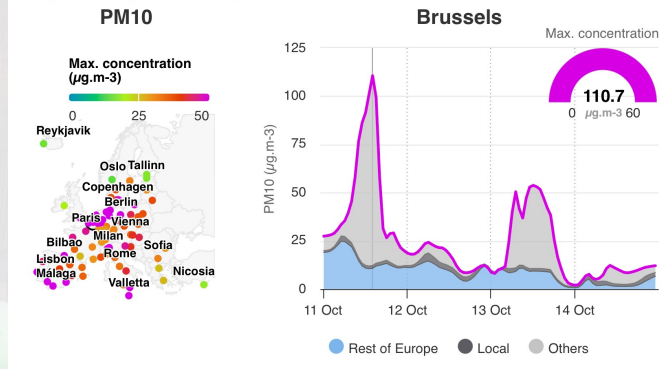 PM10
Max. concentration
(µg.m-3)
0 25 50
Reykjavik
Oslo Tallinn
Copenhagen
Berlin
Paris Vienna
Milan
Bilbao Sofia
Rome
Lisbon
Málaga Nicosia
Valletta
Brussels
Max. concentration
110.7
0 µg.m-3 60
PM10 (µg.m-3)
125
100
75
50
25
0
11 Oct 12 Oct 13 Oct 14 Oct
Rest of Europe Local Others